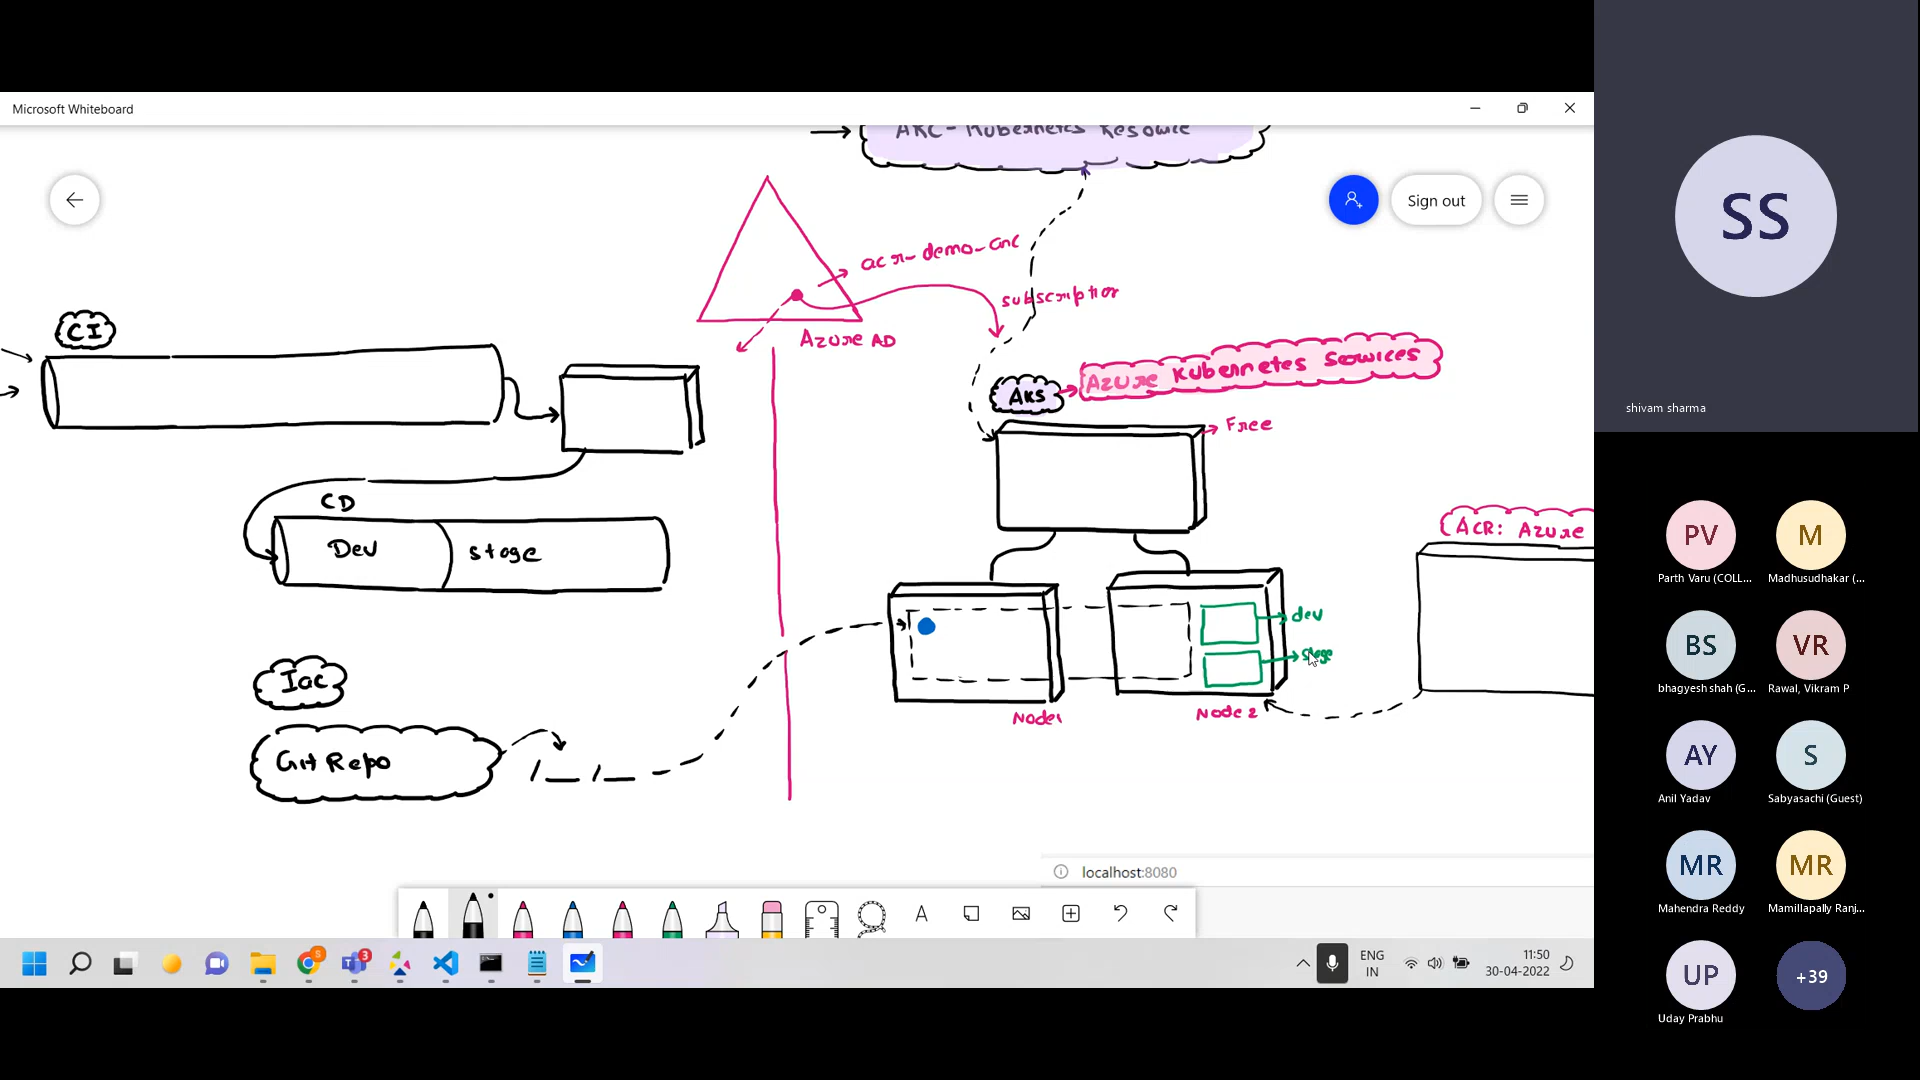 Microsoft Whiteboard
ARC - Kubernetes Resource
Sign out
SS
shivam sharma
acr-demo-arc
subscription
Azure AD
CI
Azure Kubernetes Services
AKS
Free
CD
Dev
stage
ACR: Azure
dev
stage
Node1
Node 2
Iac
Git Repo
localhost:8080
A
PV
M
Parth Varu (COLL...
Madhusudhakar (...
BS
VR
bhagyesh shah (G...
Rawal, Vikram P
AY
S
Anil Yadav
Sabyasachi (Guest)
MR
MR
Mahendra Reddy
Mamillapally Ranj...
UP
+39
Uday Prabhu
S
3
ENG
IN
11:50
30-04-2022